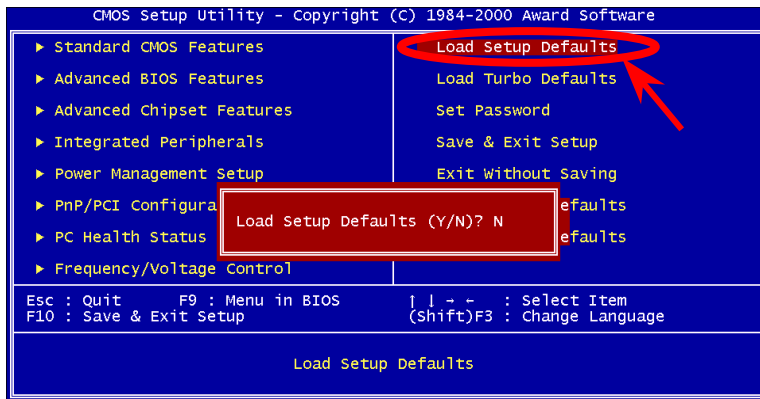 CMOS Setup Utility - Copyright (C) 1984-2000 Award Software
▶ Standard CMOS Features
▶ Advanced BIOS Features
▶ Advanced Chipset Features
▶ Integrated Peripherals
▶ Power Management Setup
▶ PnP/PCI Configura
▶ PC Health Status
▶ Frequency/Voltage Control
Load Setup Defaults
Load Turbo Defaults
Set Password
Save & Exit Setup
Exit Without Saving
efaults
efaults
Load Setup Defaults (Y/N)? N
Esc : Quit F9 : Menu in BIOS ↑ ↓ → ← : Select Item
F10 : Save & Exit Setup (Shift)F3 : Change Language
Load Setup Defaults